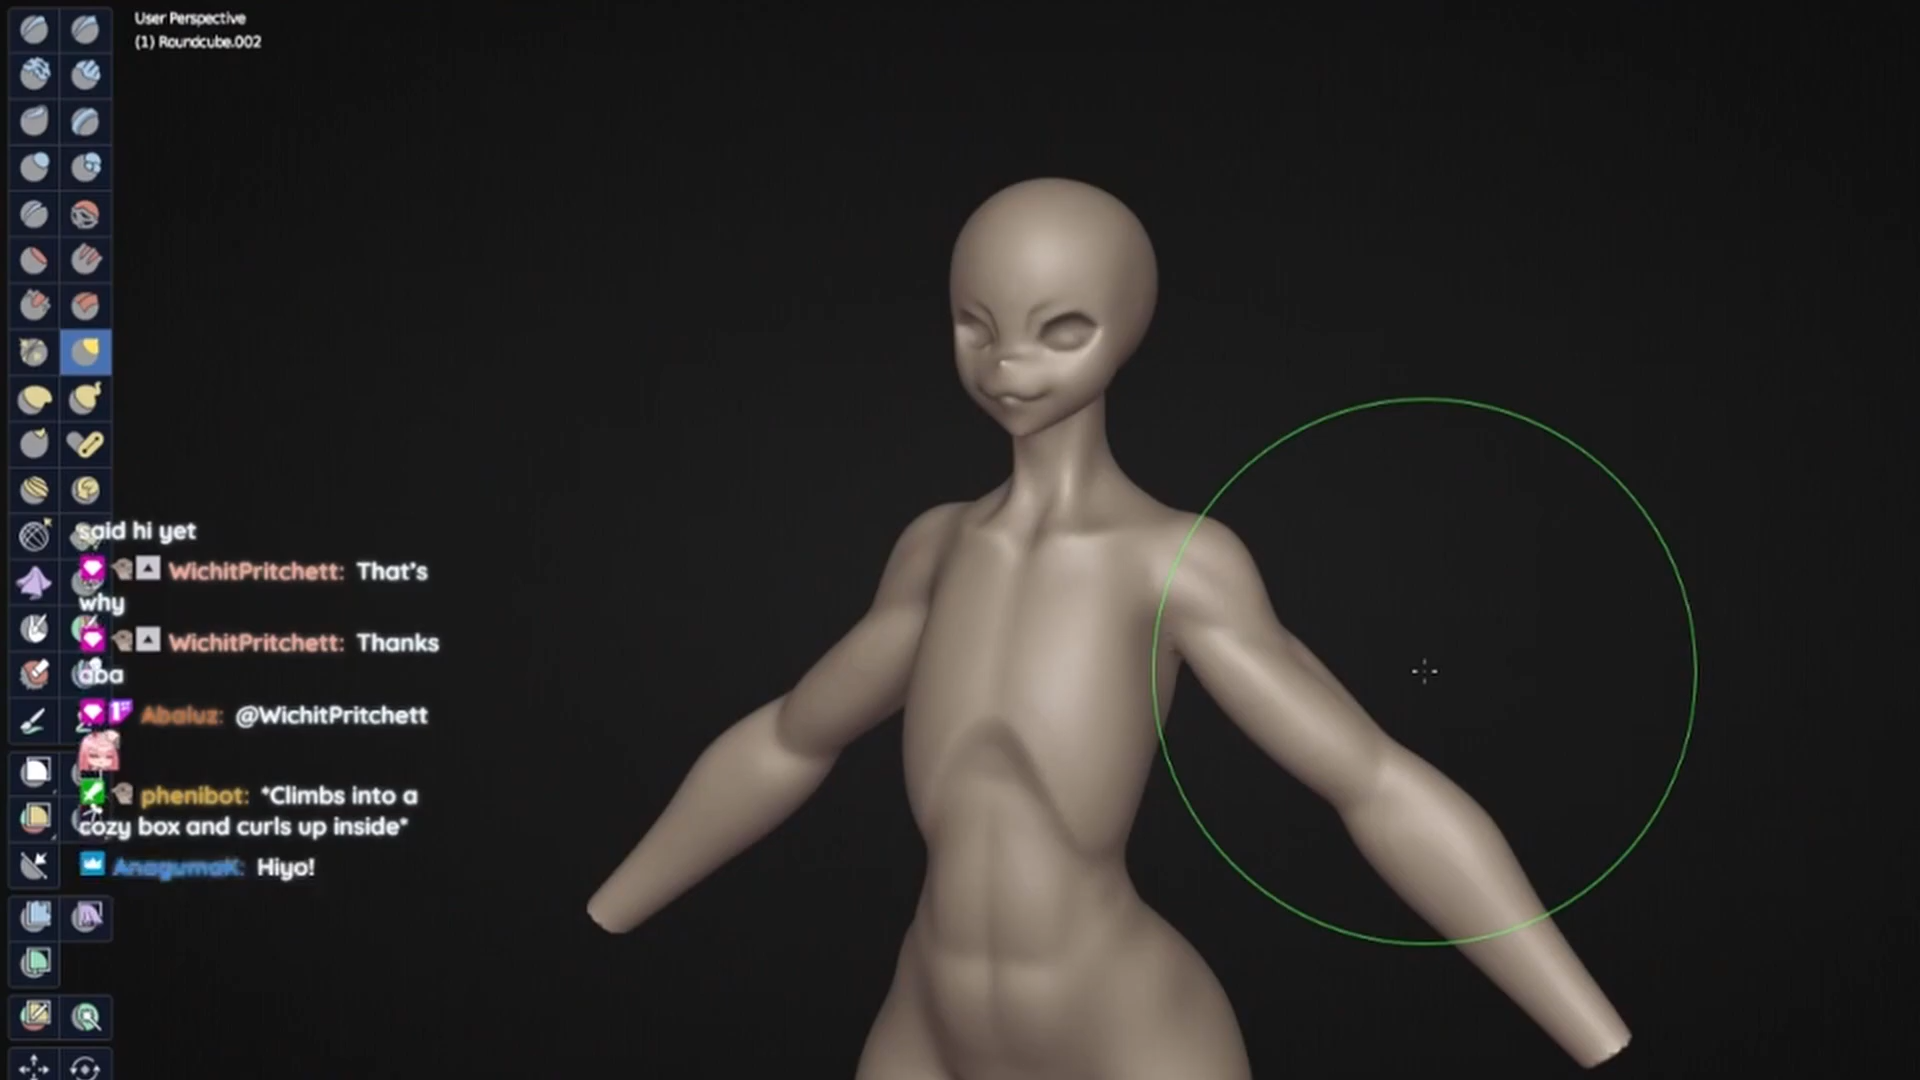 User Perspective
(1) Roundcube.002
said hi yet
WichitPritchett: That's
why
WichitPritchett: Thanks
aba
Abaluz: @WichitPritchett
phenibot: *Climbs into a
cozy box and curls up inside*
AnagumaK: Hiyo!